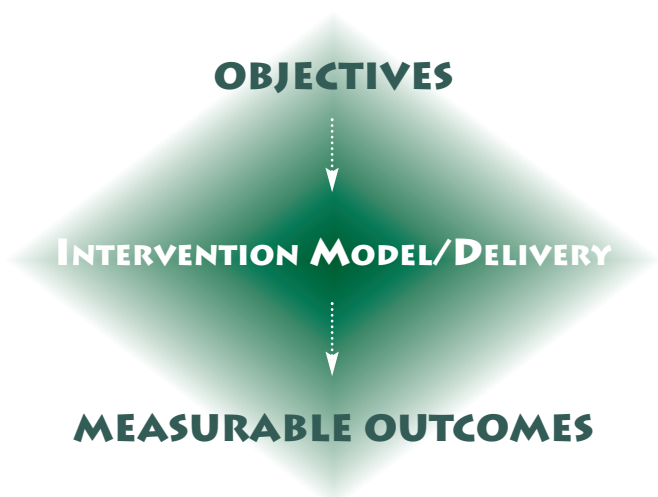 OBJECTIVES
INTERVENTION MODEL/DELIVERY
MEASURABLE OUTCOMES